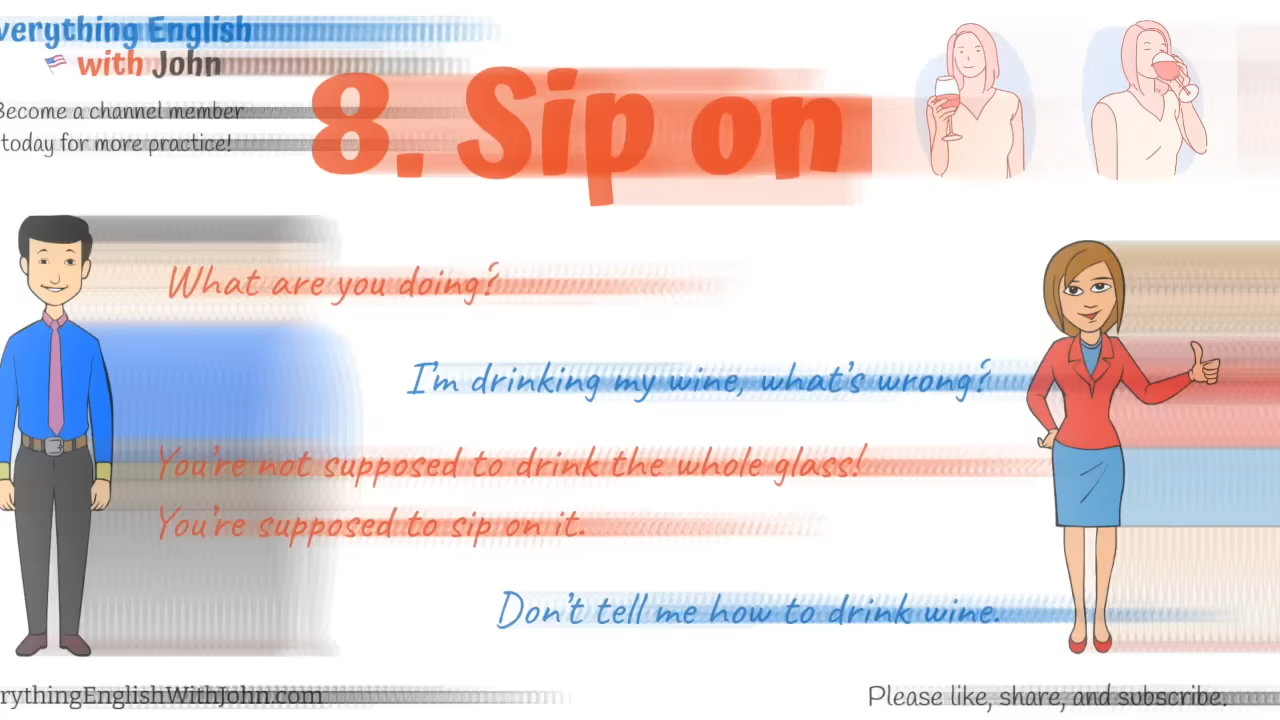 verything English
with John
Become a channel member
today for more practice!
8. Sip on
What are you doing?
I'm drinking my wine, what's wrong?
You're not supposed to drink the whole glass!
You're supposed to sip on it.
Don't tell me how to drink wine.
rythingEnglishWithJohn.com
Please like, share, and subscribe.